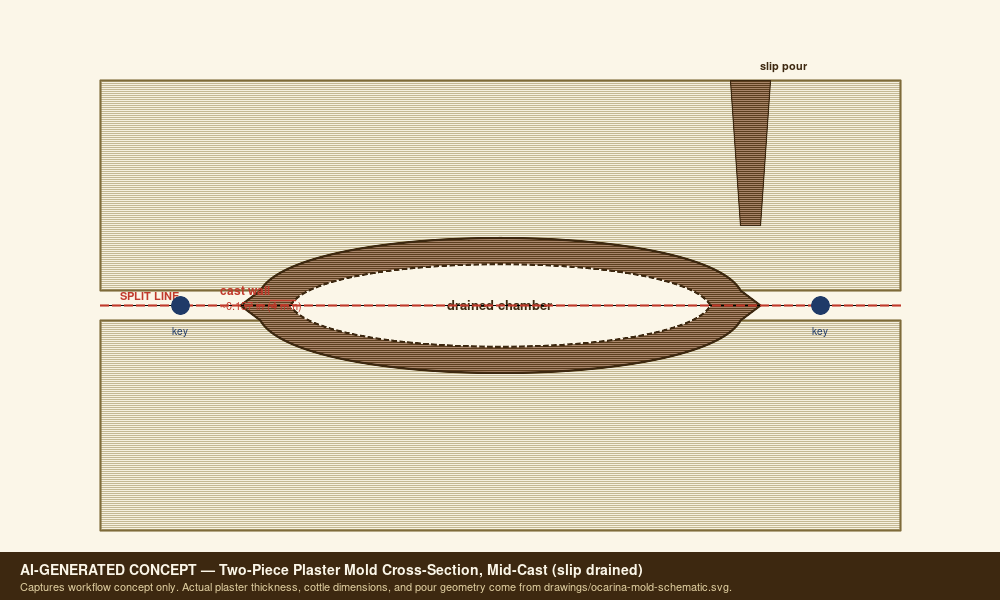 slip pour
SPLIT LINE
cast wall
drained chamber
key
key
AI-GENERATED CONCEPT — Two-Piece Plaster Mold Cross-Section, Mid-Cast (slip drained)
Captures workflow concept only. Actual plaster thickness, cottle dimensions, and pour geometry come from drawings/ocarina-mold-schematic.svg.